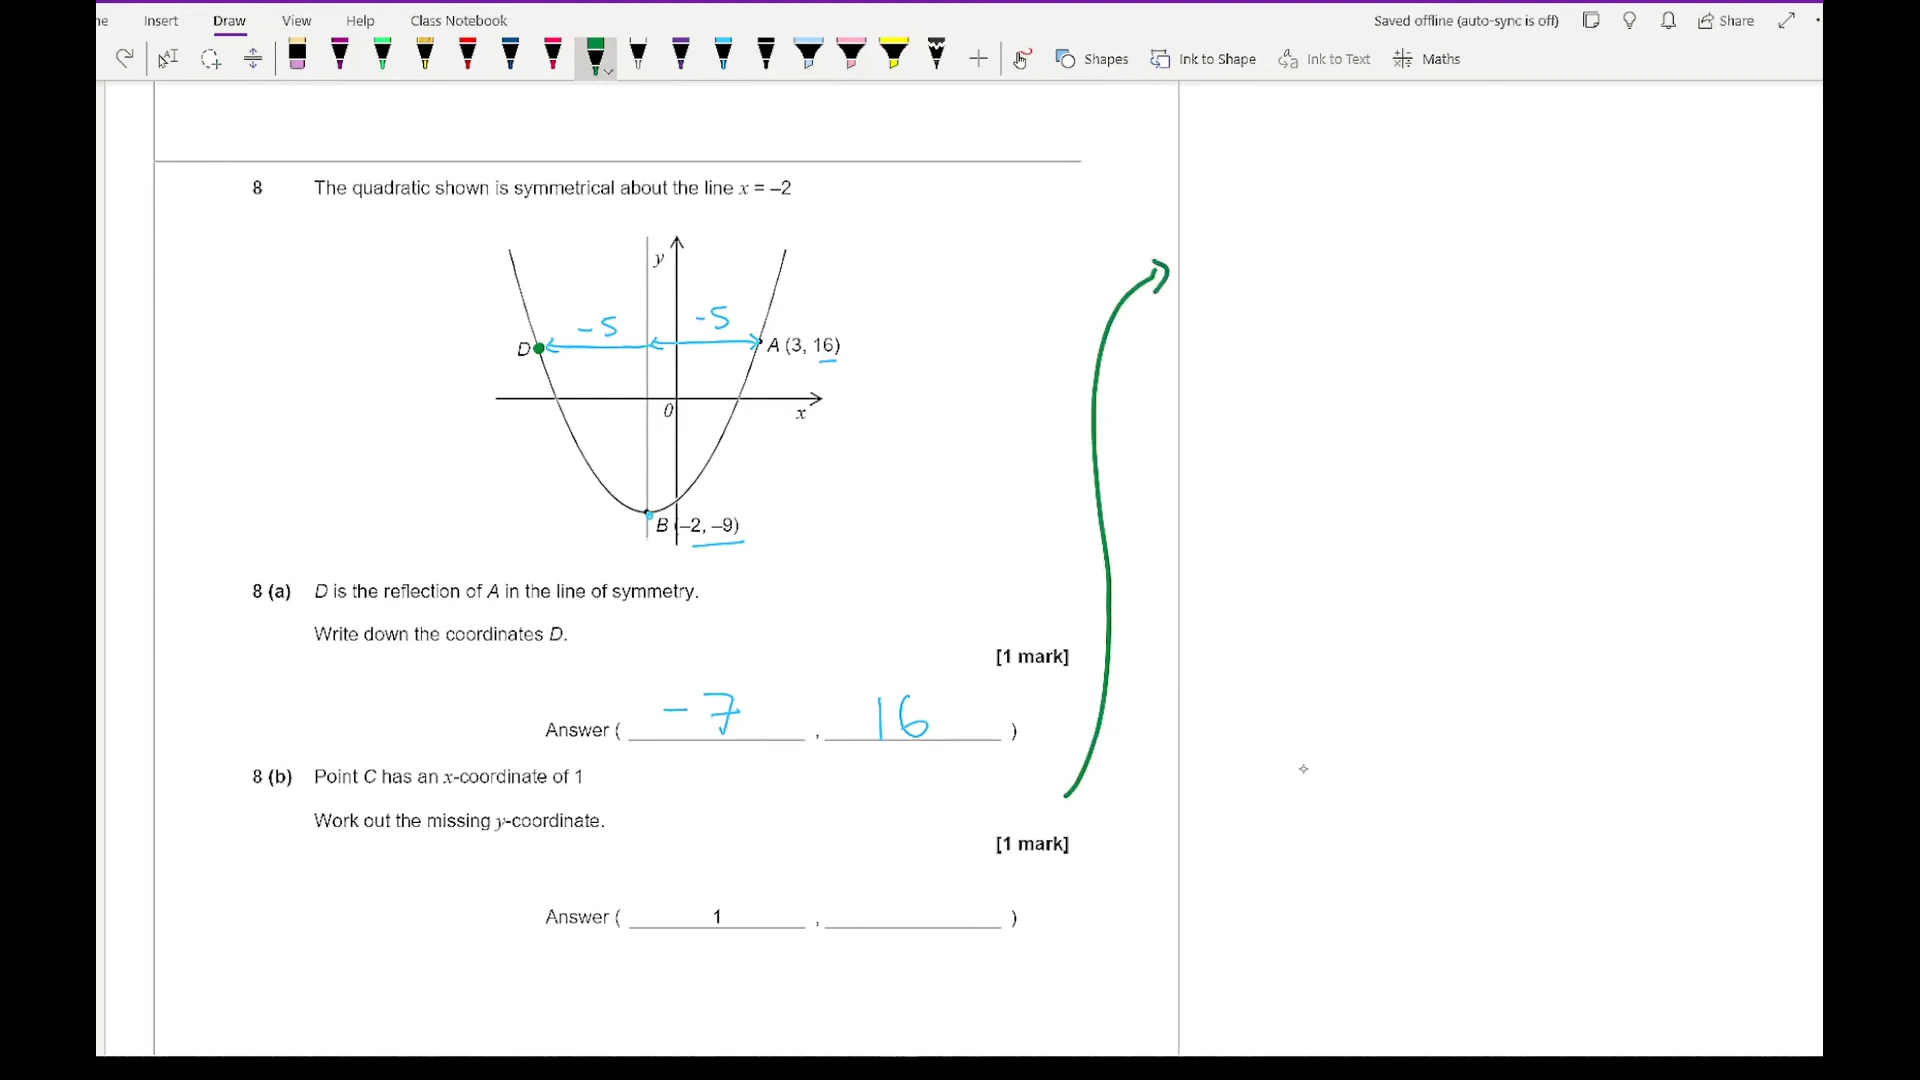 ne Insert Draw View Help Class Notebook Saved offline (auto-sync is off) Share
Shapes Ink to Shape Ink to Text Maths
8 The quadratic shown is symmetrical about the line x = –2
y
-5 -5
D A (3, 16)
0 x
B (–2, –9)
8 (a) D is the reflection of A in the line of symmetry.
Write down the coordinates D.
[1 mark]
Answer ( -7 , 16 )
8 (b) Point C has an x-coordinate of 1
Work out the missing y-coordinate.
[1 mark]
Answer ( 1 , )